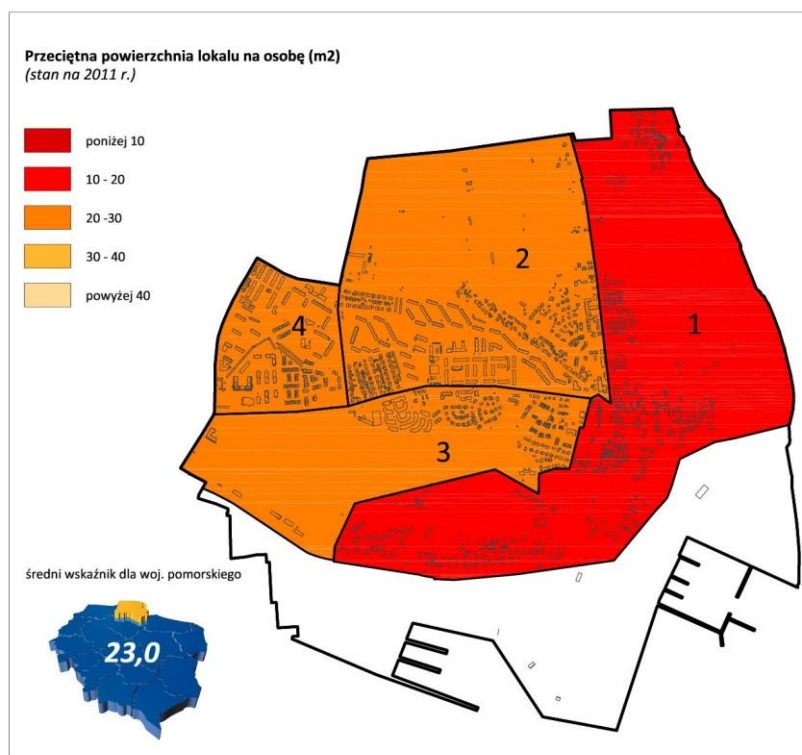 Przeciętna powierzchnia lokalu na osobę (m2)
(stan na 2011 r.)
poniżej 10
10 - 20
20 -30
30 - 40
powyżej 40
2
1
4
3
średni wskaźnik dla woj. pomorskiego
23,0